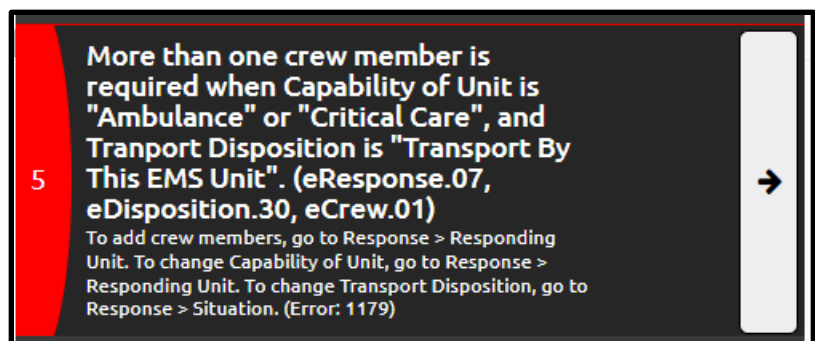 More than one crew member is
required when Capability of Unit is
"Ambulance" or "Critical Care", and
Tranport Disposition is "Transport By
5 This EMS Unit". (eResponse.07,
eDisposition.30, eCrew.01)
To add crew members, go to Response > Responding
Unit. To change Capability of Unit, go to Response >
Responding Unit. To change Transport Disposition, go to
Response > Situation. (Error: 1179)